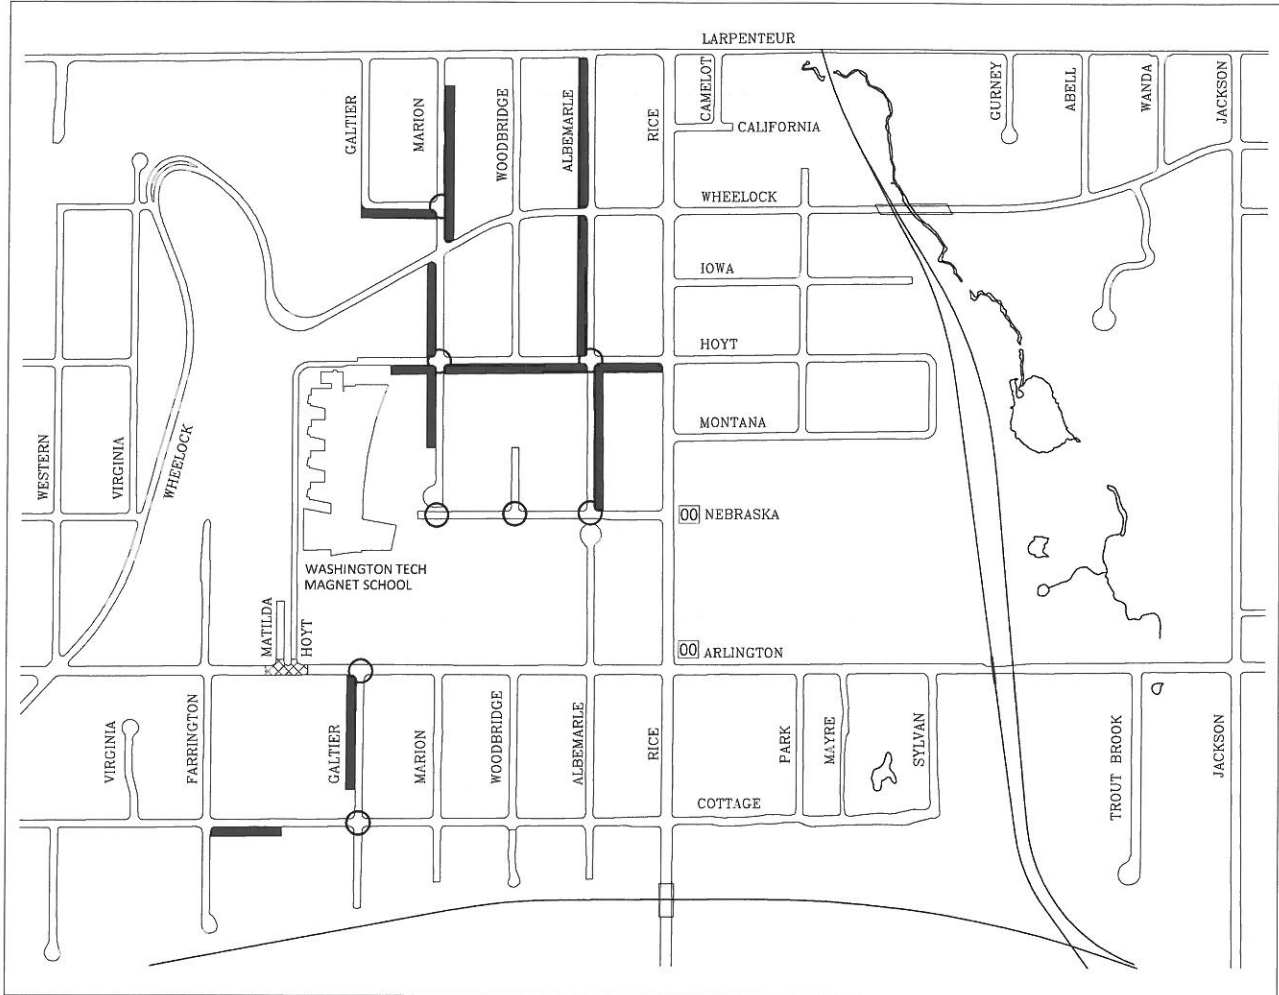 LARPENTEUR
GALTIER
MARION
WOODBRIDGE
ALBEMARLE
RICE
CAMELOT
CALIFORNIA
GURNEY
ABELL
WANDA
JACKSON
WHEELOCK
IOWA
HOYT
MONTANA
WESTERN
VIRGINIA
WHEELOCK
00 NEBRASKA
WASHINGTON TECH
MAGNET SCHOOL
MATILDA
HOYT
00 ARLINGTON
VIRGINIA
FARRINGTON
GALTIER
MARION
WOODBRIDGE
ALBEMARLE
RICE
PARK
MAYRE
SYLVAN
TROUT BROOK
JACKSON
COTTAGE